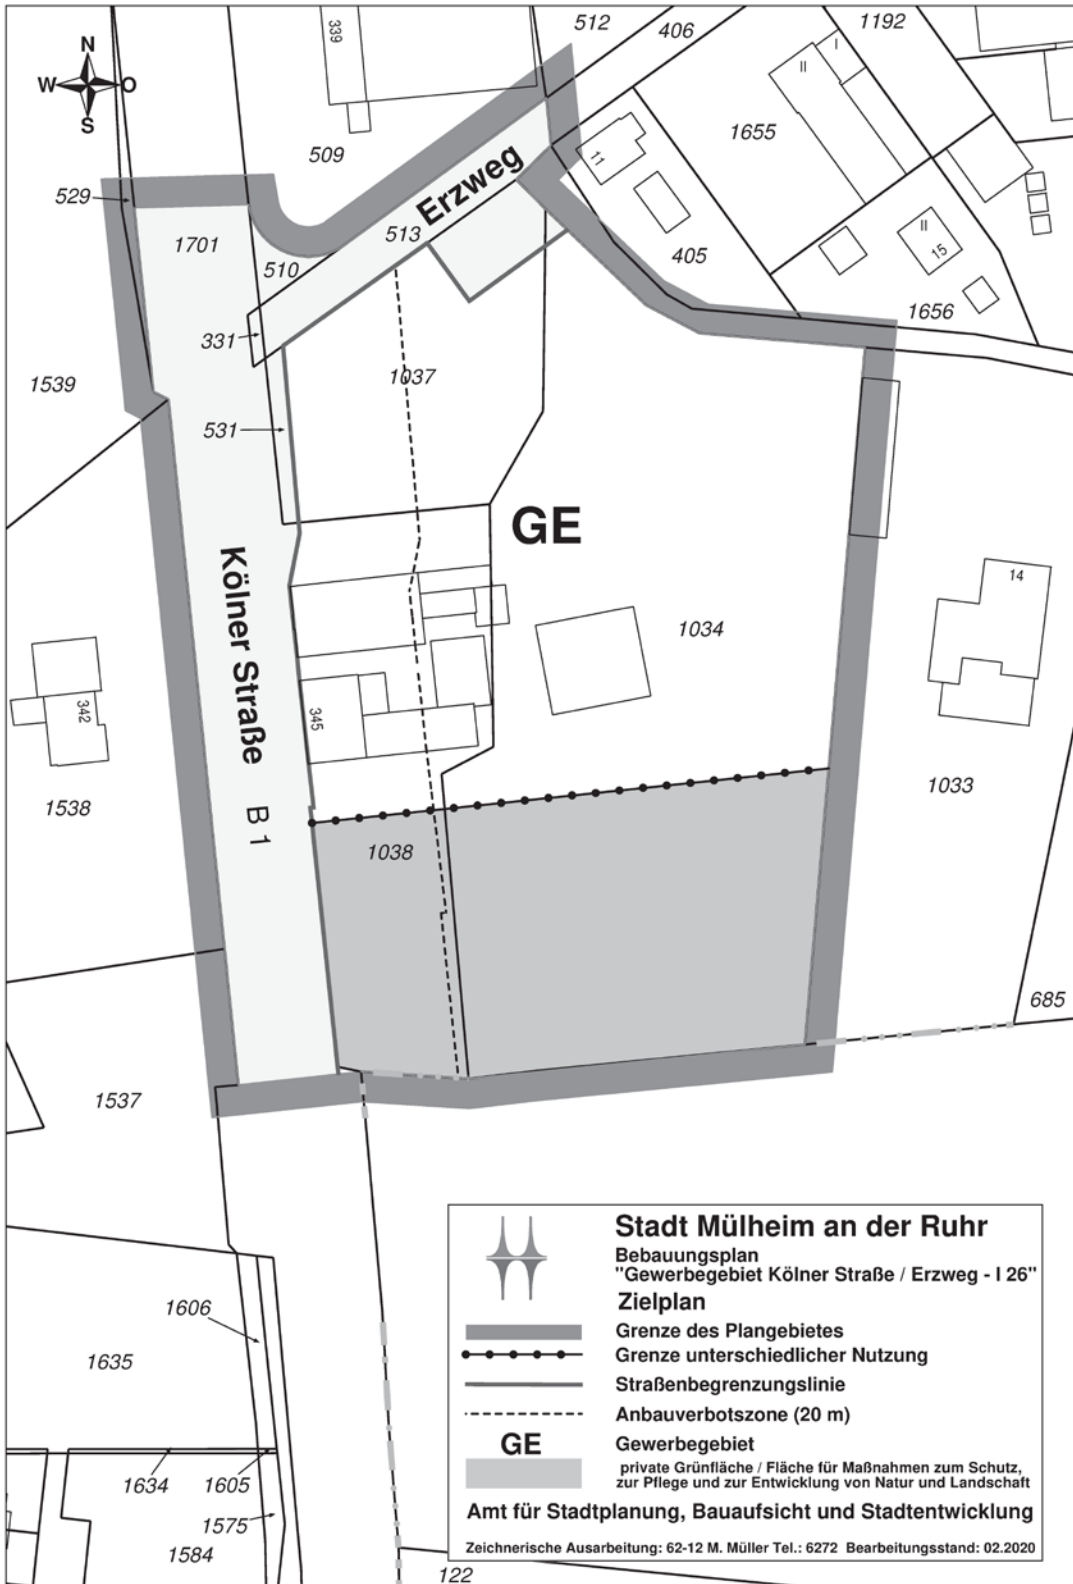 N
W O
S
339
512
406
1192
I
II
1655
509
11
Erzweg
529
1701
513
510
405
II
15
331
1656
1539
1037
531
GE
14
Kölner Straße B 1
1034
342
345
1538
1033
1038
685
1537
1606
1635
1634
1605
1575
1584
122
Stadt Mülheim an der Ruhr
Bebauungsplan
"Gewerbegebiet Kölner Straße / Erzweg - I 26"
Zielplan
Grenze des Plangebietes
Grenze unterschiedlicher Nutzung
Straßenbegrenzungslinie
Anbauverbotszone (20 m)
GE Gewerbegebiet
private Grünfläche / Fläche für Maßnahmen zum Schutz,
zur Pflege und zur Entwicklung von Natur und Landschaft
Amt für Stadtplanung, Bauaufsicht und Stadtentwicklung
Zeichnerische Ausarbeitung: 62-12 M. Müller Tel.: 6272 Bearbeitungsstand: 02.2020